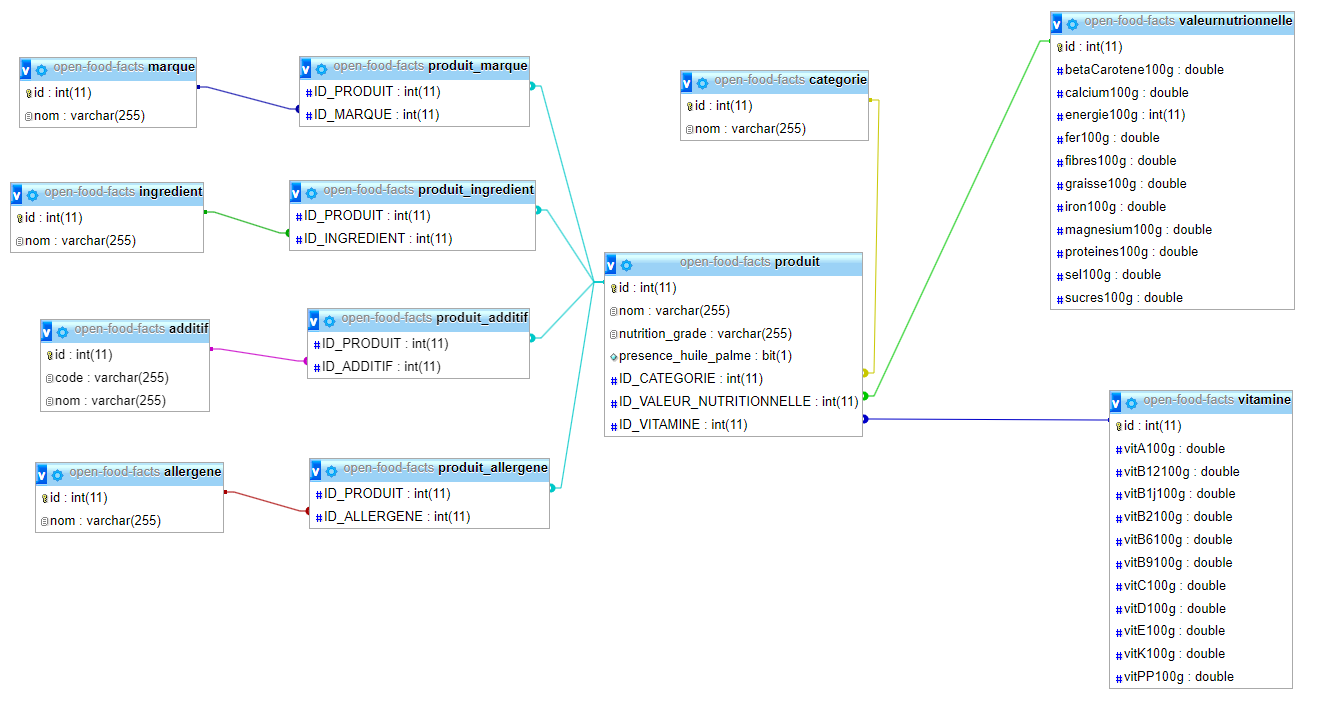 open-food-facts marque
id : int(11)
nom : varchar(255)
open-food-facts produit_marque
ID_PRODUIT : int(11)
ID_MARQUE : int(11)
open-food-facts categorie
id : int(11)
nom : varchar(255)
open-food-facts valeurnutrionnelle
id : int(11)
betaCarotene100g : double
calcium100g : double
energie100g : int(11)
fer100g : double
fibres100g : double
graisse100g : double
iron100g : double
magnesium100g : double
proteines100g : double
sel100g : double
sucres100g : double
open-food-facts ingredient
id : int(11)
nom : varchar(255)
open-food-facts produit_ingredient
ID_PRODUIT : int(11)
ID_INGREDIENT : int(11)
open-food-facts produit
id : int(11)
nom : varchar(255)
nutrition_grade : varchar(255)
presence_huile_palme : bit(1)
ID_CATEGORIE : int(11)
ID_VALEUR_NUTRITIONNELLE : int(11)
ID_VITAMINE : int(11)
open-food-facts additif
id : int(11)
code : varchar(255)
nom : varchar(255)
open-food-facts produit_additif
ID_PRODUIT : int(11)
ID_ADDITIF : int(11)
open-food-facts vitamine
id : int(11)
vitA100g : double
vitB12100g : double
vitB1j100g : double
vitB2100g : double
vitB6100g : double
vitB9100g : double
vitC100g : double
vitD100g : double
vitE100g : double
vitK100g : double
vitPP100g : double
open-food-facts allergene
id : int(11)
nom : varchar(255)
open-food-facts produit_allergene
ID_PRODUIT : int(11)
ID_ALLERGENE : int(11)